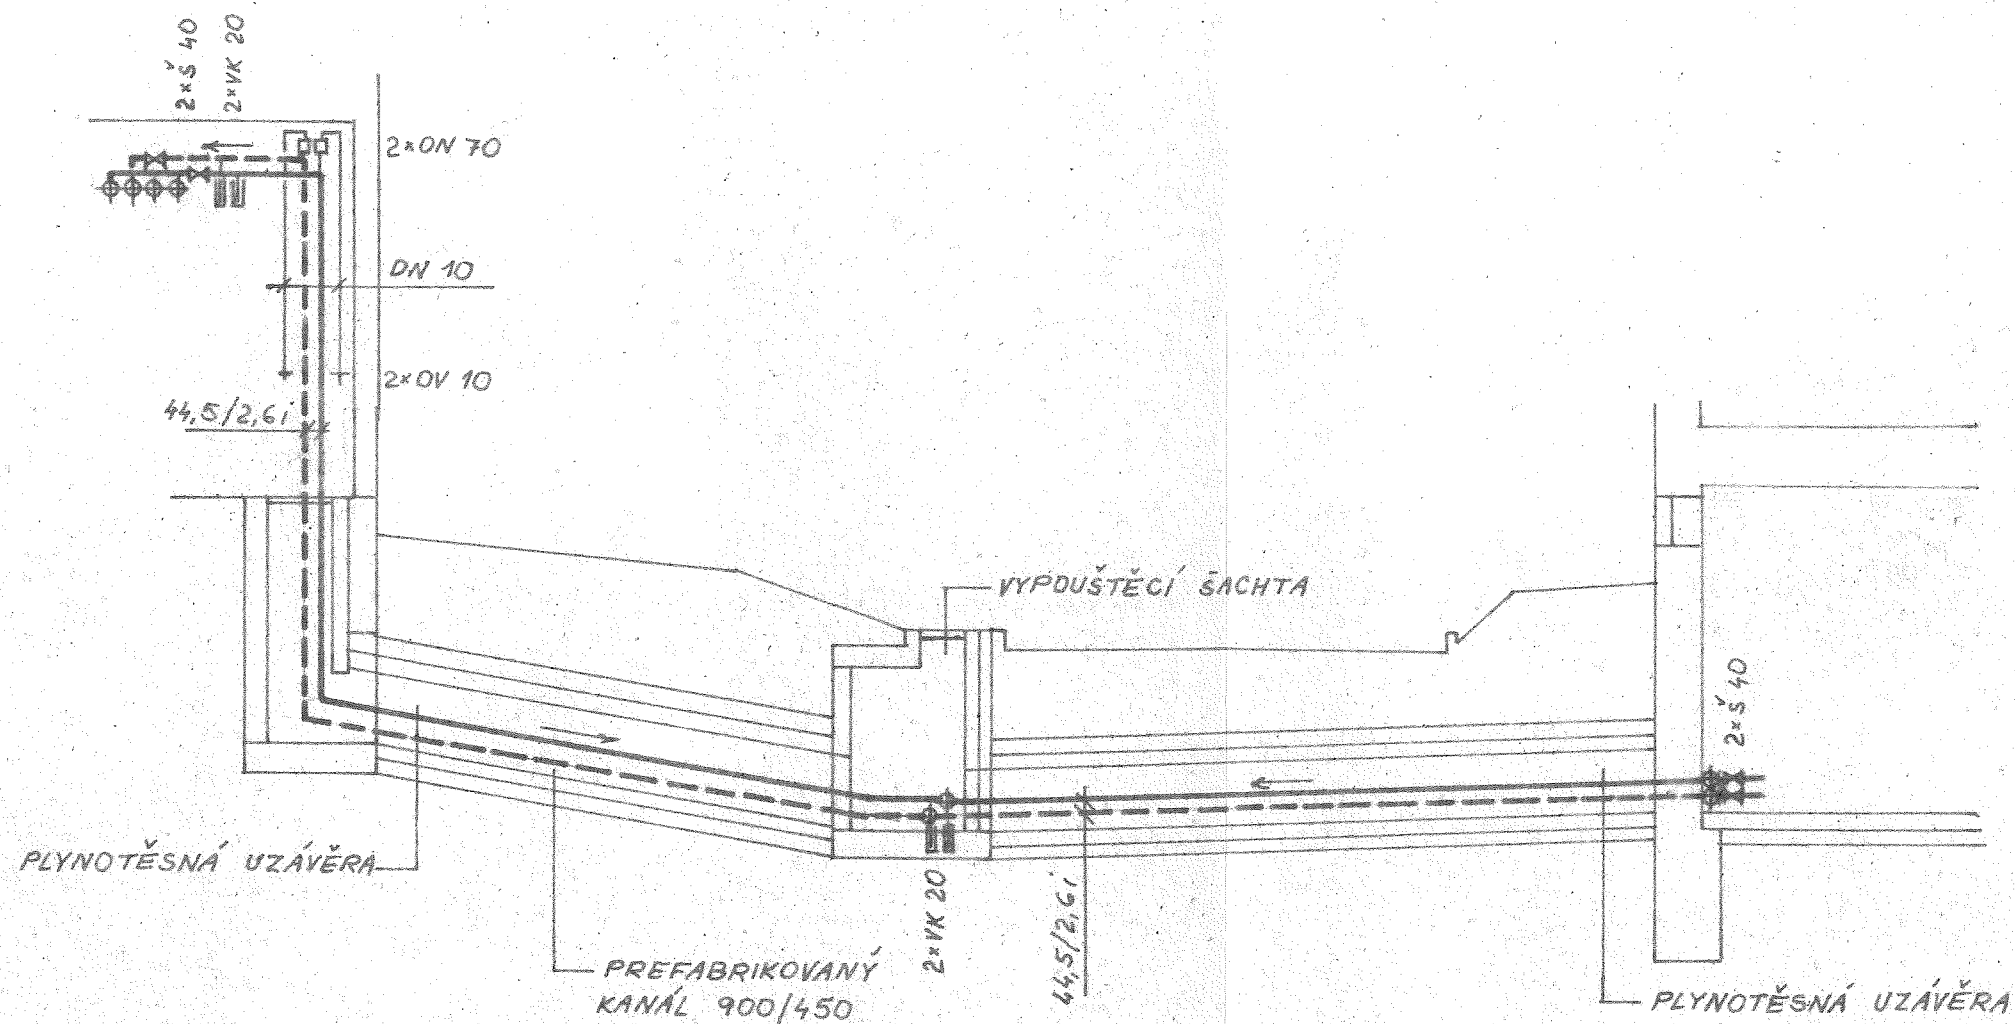 2×Š 40
2×VK 20
2×ON 70
DN 10
2×OV 10
44,5/2,6i
VYPOUŠTĚCÍ ŠACHTA
2×Š 40
PLYNOTĚSNÁ UZÁVĚRA
2×VK 20
44,5/2,6i
PREFABRIKOVANÝ
KANÁL 900/450
PLYNOTĚSNÁ UZÁVĚRA